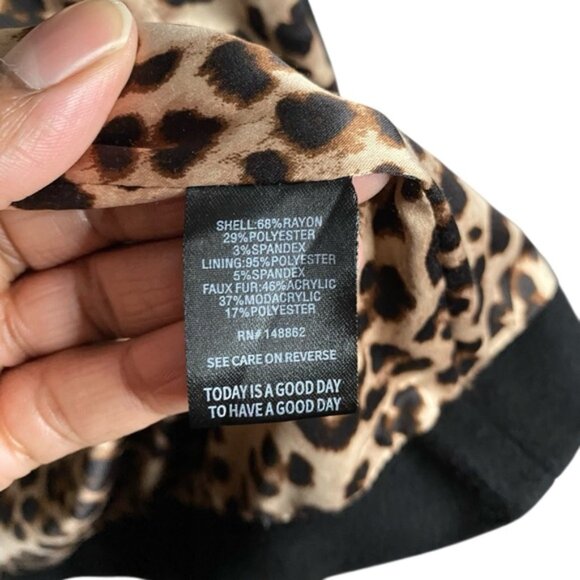 SHELL:68%RAYON
29%POLYESTER
3%SPANDEX
LINING:95%POLYESTER
5%SPANDEX
FAUX FUR:46%ACRYLIC
37%MODACRYLIC
17%POLYESTER
RN#148862
SEE CARE ON REVERSE
TODAY IS A GOOD DAY
TO HAVE A GOOD DAY